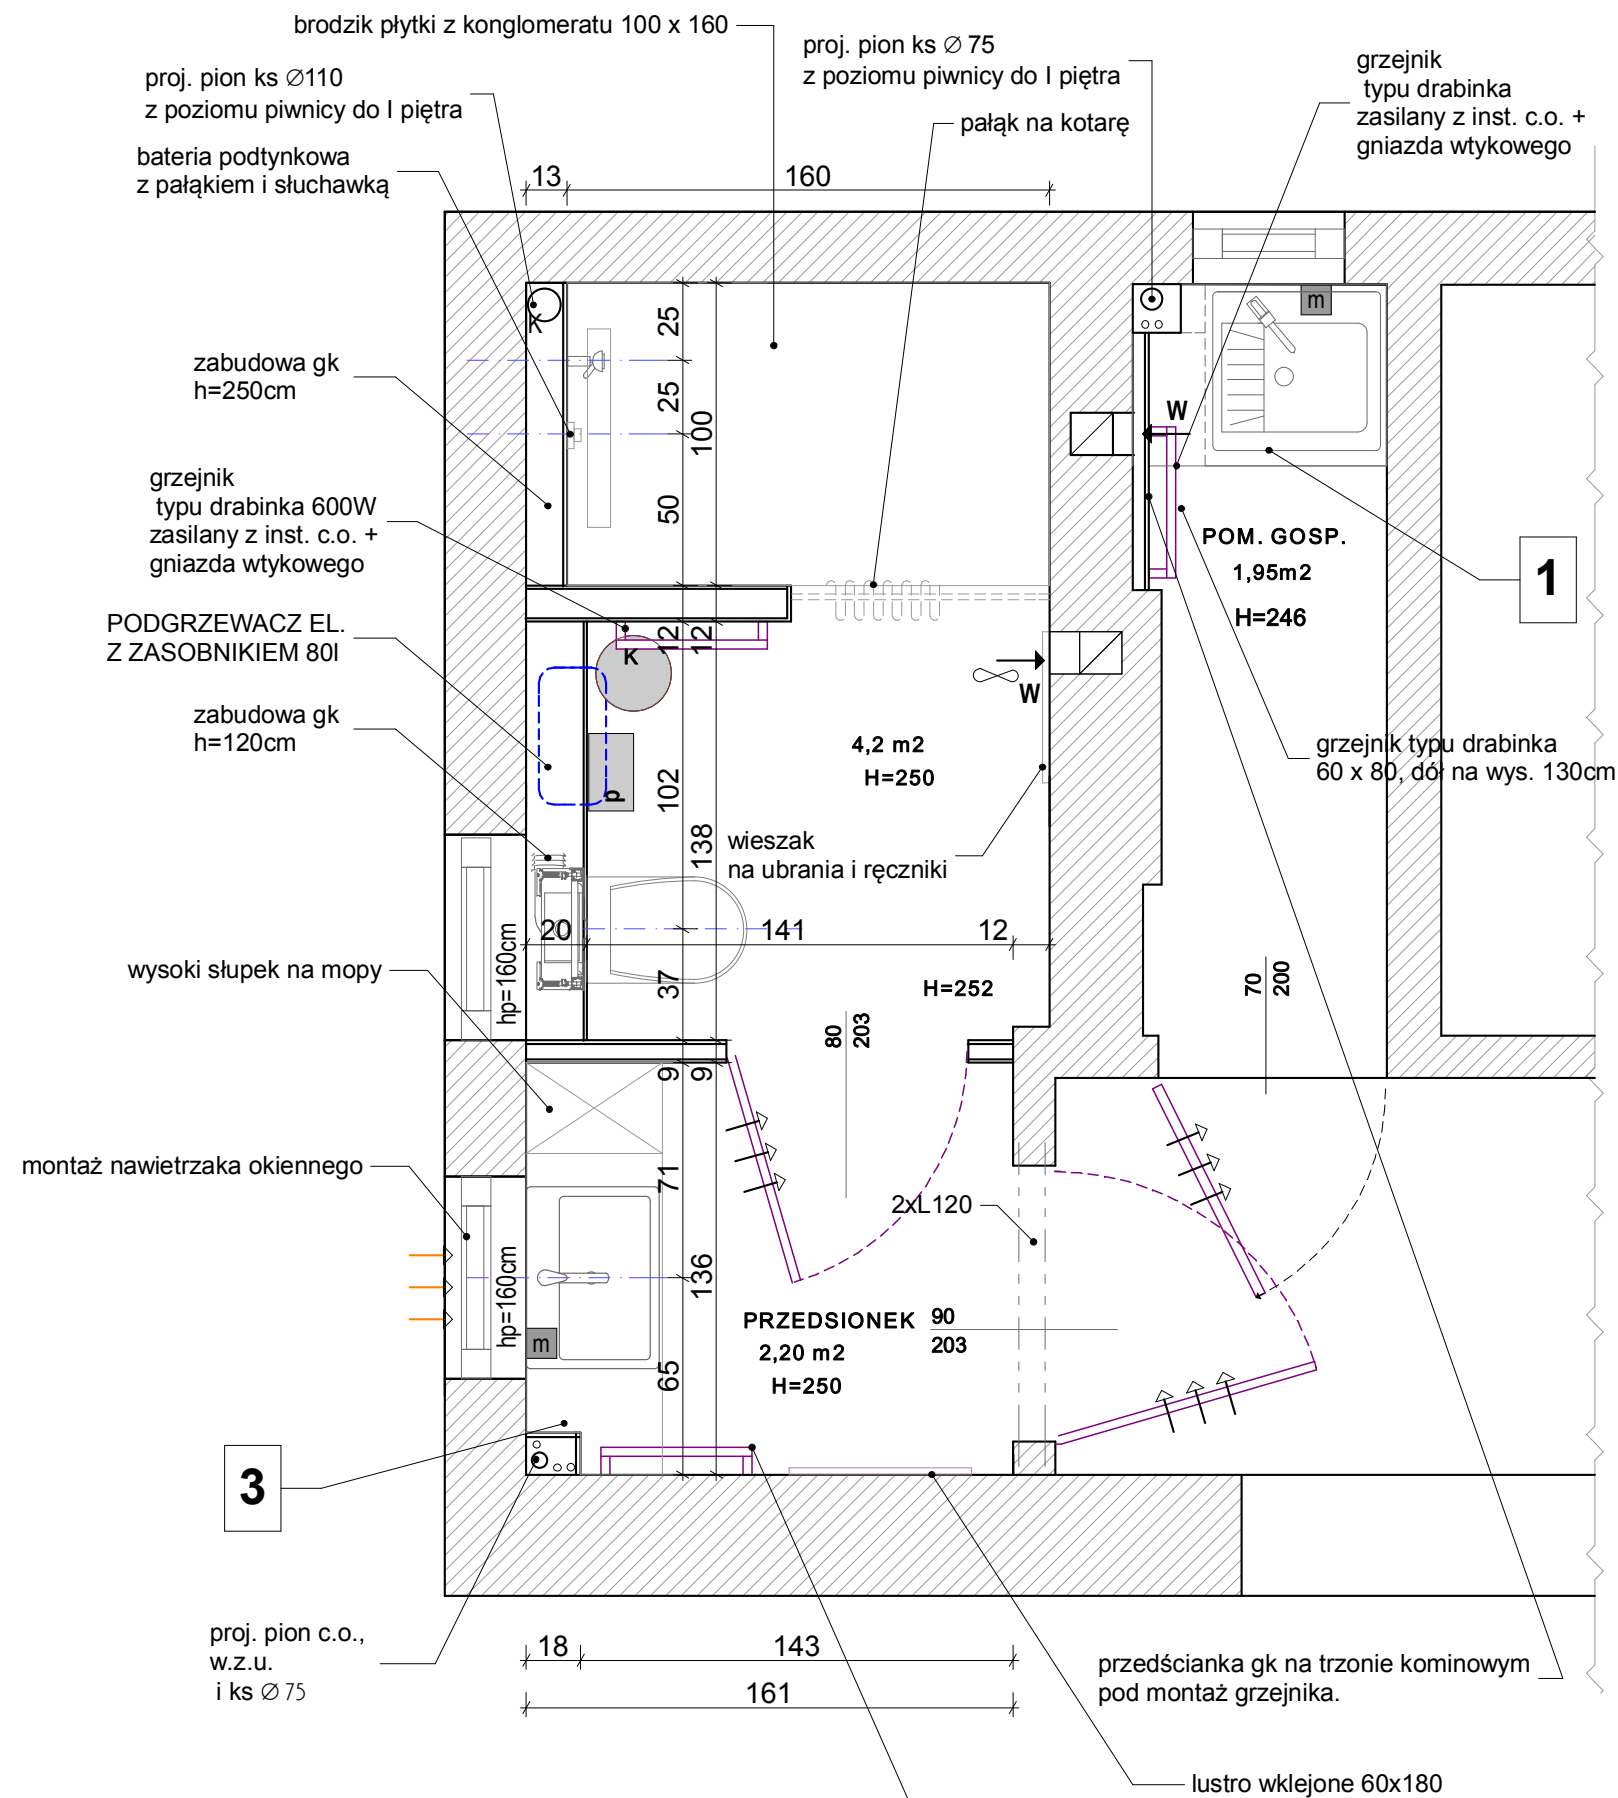 brodzik płytki z konglomeratu 100 x 160
proj. pion ks ∅ 75
z poziomu piwnicy do I piętra
grzejnik
typu drabinka
zasilany z inst. c.o. +
gniazda wtykowego
proj. pion ks ∅110
z poziomu piwnicy do I piętra
pałąk na kotarę
bateria podtynkowa
z pałąkiem i słuchawką
13
160
K
m
25
zabudowa gk
h=250cm
25
100
W
grzejnik
typu drabinka 600W
zasilany z inst. c.o. +
gniazda wtykowego
50
POM. GOSP.
1,95m2
H=246
1
PODGRZEWACZ EL.
Z ZASOBNIKIEM 80l
12
12
K
W
zabudowa gk
h=120cm
4,2 m2
H=250
grzejnik typu drabinka
60 x 80, dół na wys. 130cm
p
102
138
wieszak
na ubrania i ręczniki
20
141
12
wysoki słupek na mopy
hp=160cm
37
H=252
70
200
80
203
9
9
montaż nawietrzaka okiennego
71
2xL120
hp=160cm
136
m
PRZEDSIONEK
2,20 m2
H=250
90
203
65
3
proj. pion c.o.,
w.z.u.
i ks ∅ 75
18
143
161
przedścianka gk na trzonie kominowym
pod montaż grzejnika.
lustro wklejone 60x180